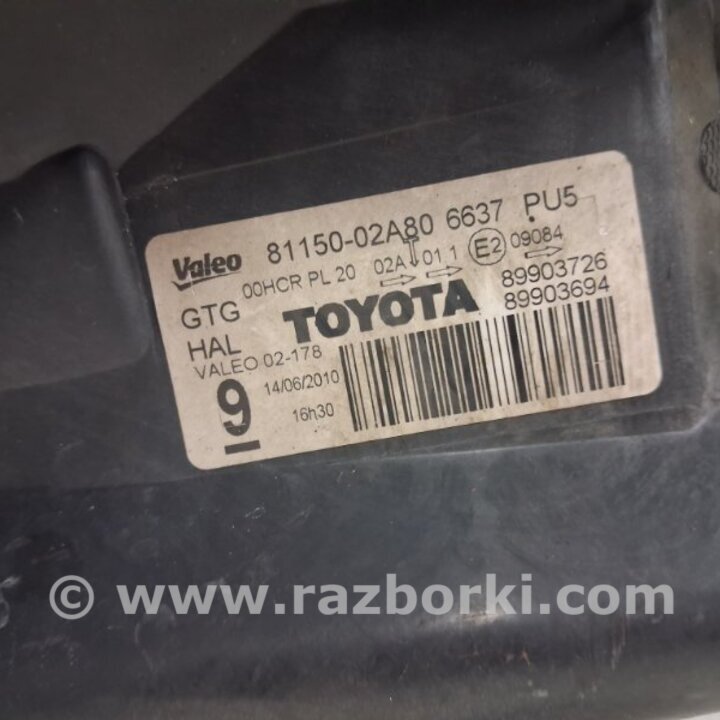 Valeo 81150-02A80 6637 PU5
00HCR PL 20 02A 01 1 E2 09084
GTG TOYOTA 89903726
HAL 89903694
VALEO 02-178
9 14/06/2010
16h30
© www.razborki.com